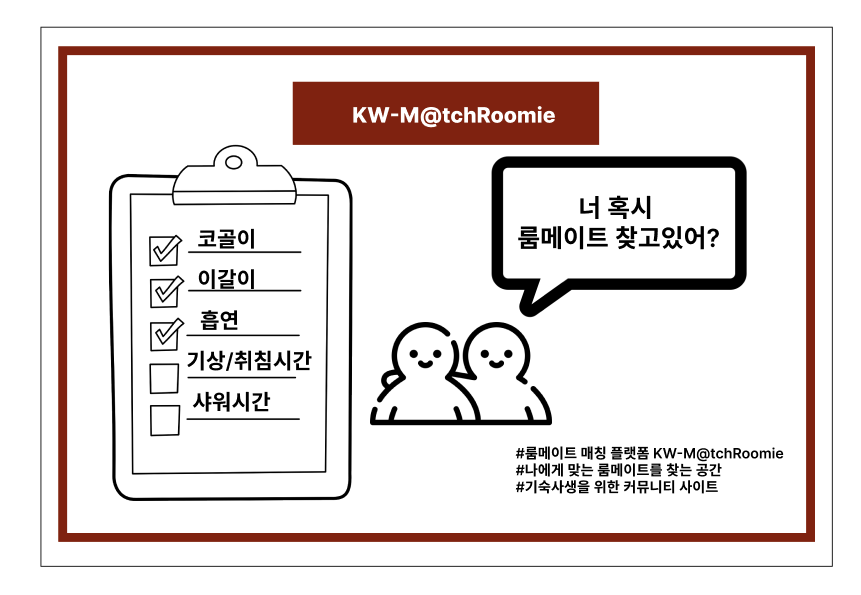 KW-M@tchRoomie
코골이
이갈이
흡연
기상/취침시간
샤워시간
너 혹시
룸메이트 찾고있어?
#룸메이트 매칭 플랫폼 KW-M@tchRoomie
#나에게 맞는 룸메이트를 찾는 공간
#기숙사생을 위한 커뮤니티 사이트